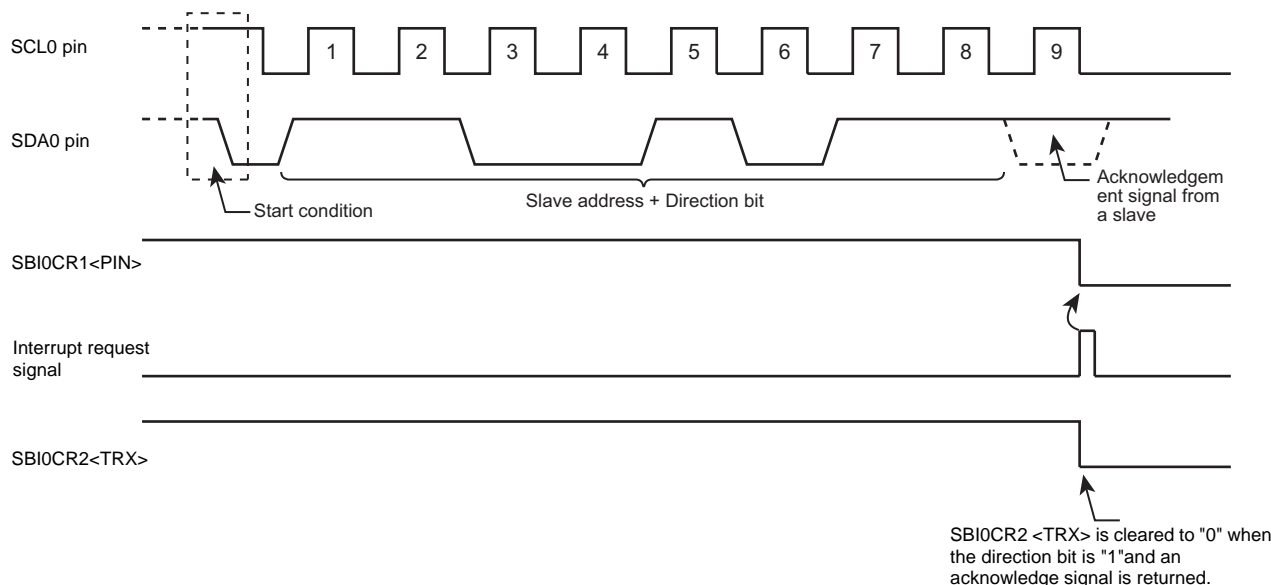 SCL0 pin
1 2 3 4 5 6 7 8 9
SDA0 pin
Start condition
Slave address + Direction bit
Acknowledgem
ent signal from
a slave
SBI0CR1<PIN>
Interrupt request
signal
SBI0CR2<TRX>
SBI0CR2 <TRX> is cleared to "0" when
the direction bit is "1"and an
acknowledge signal is returned.